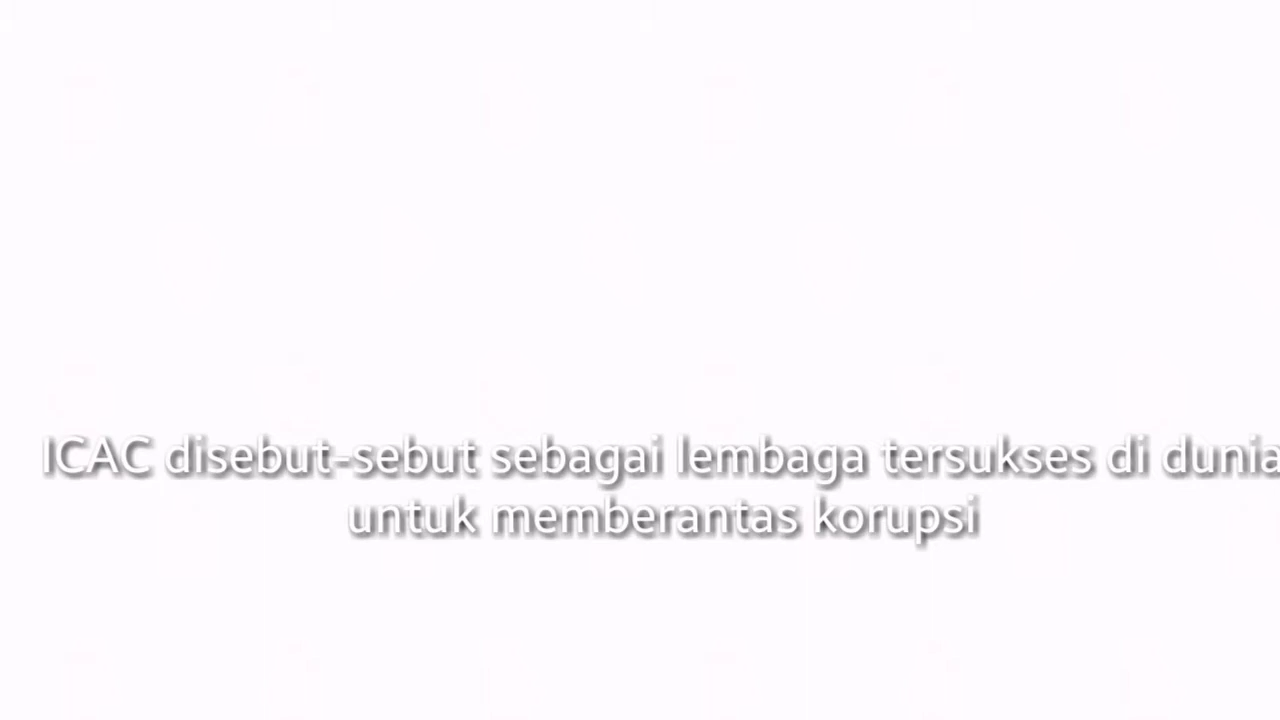 ICAC disebut-sebut sebagai lembaga tersukses di dunia
untuk memberantas korupsi